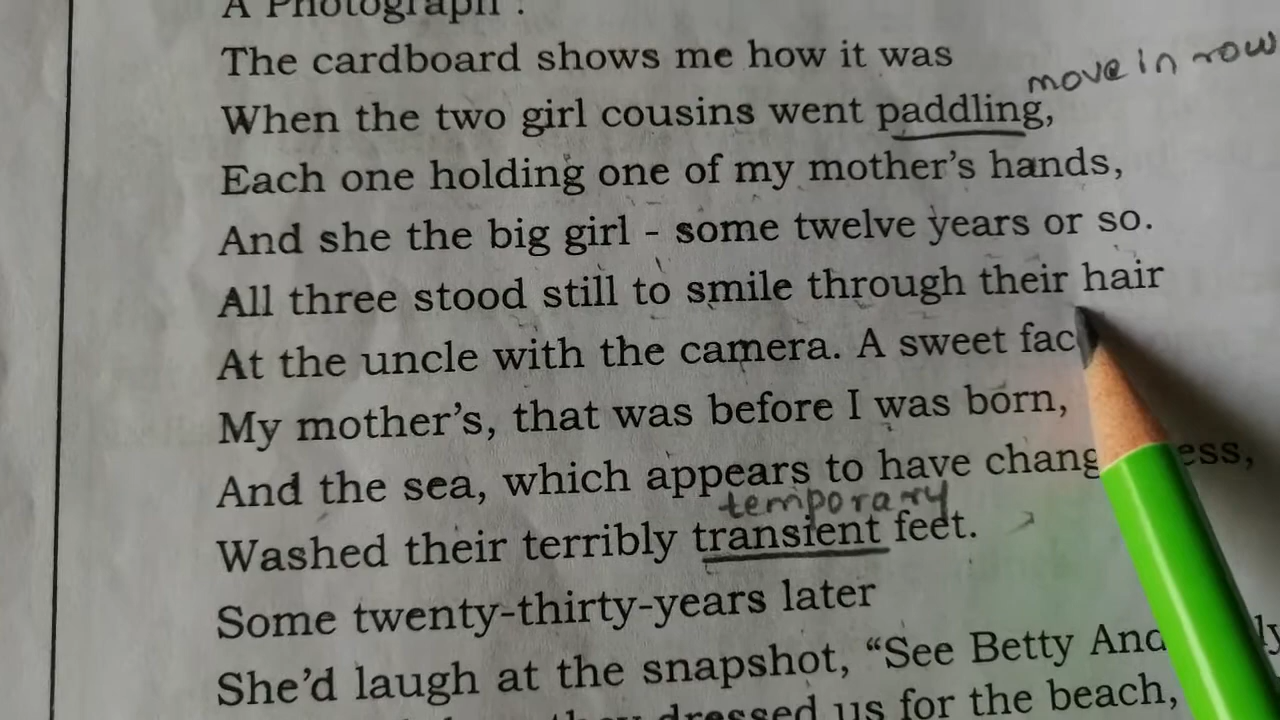 A Photograph .
The cardboard shows me how it was
move in row
When the two girl cousins went paddling,
Each one holding one of my mother's hands,
And she the big girl - some twelve years or so.
All three stood still to smile through their hair
At the uncle with the camera. A sweet fac
My mother's, that was before I was born,
And the sea, which appears to have chang ess,
temporary
Washed their terribly transient feet.
Some twenty-thirty-years later
She'd laugh at the snapshot, “See Betty And ly
they dressed us for the beach,